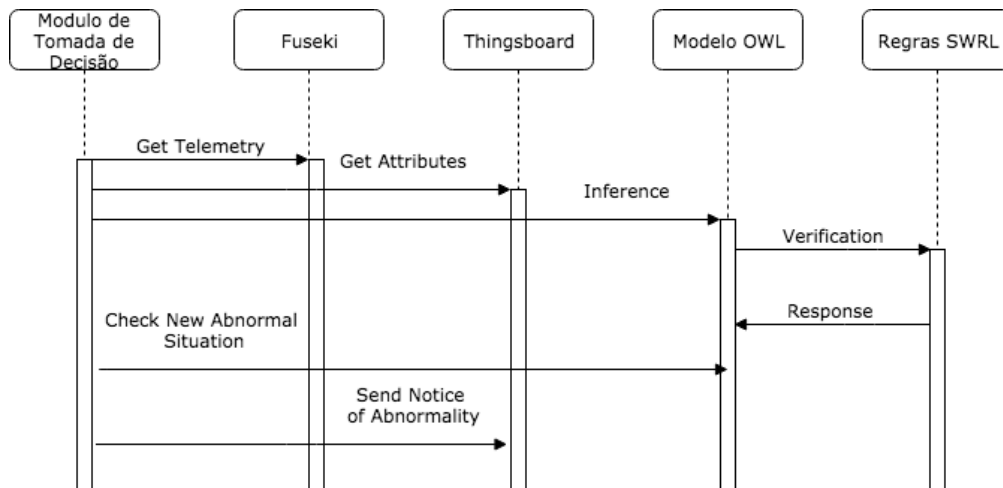 Modulo de
Tomada de
Decisão
Fuseki
Thingsboard
Modelo OWL
Regras SWRL
Get Telemetry
Get Attributes
Inference
Verification
Response
Check New Abnormal
Situation
Send Notice
of Abnormality